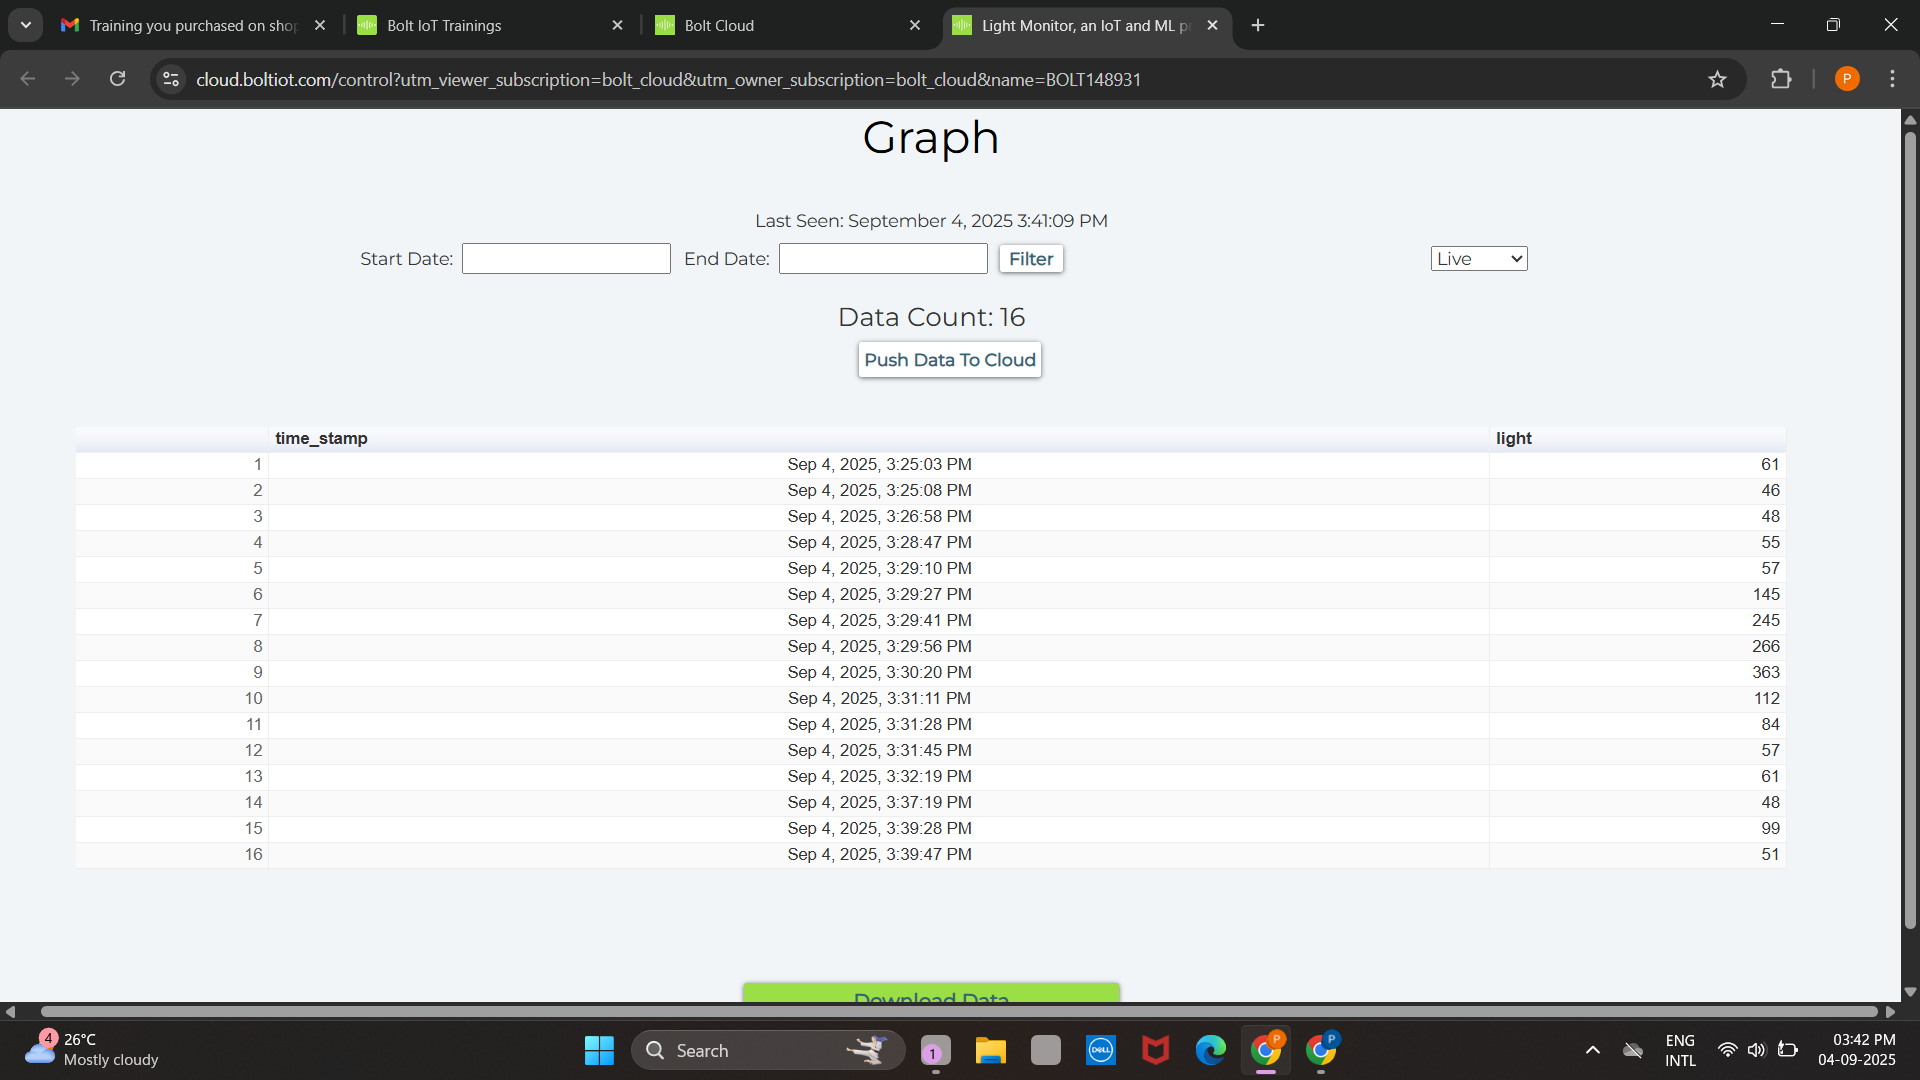 Training you purchased on shop
Bolt IoT Trainings
Bolt Cloud
Light Monitor, an IoT and ML p
cloud.boltiot.com/control?utm_viewer_subscription=bolt_cloud&utm_owner_subscription=bolt_cloud&name=BOLT148931
P
Graph
Last Seen: September 4, 2025 3:41:09 PM
Start Date: End Date: Filter Live
Data Count: 16
Push Data To Cloud
time_stamp light
1 Sep 4, 2025, 3:25:03 PM 61
2 Sep 4, 2025, 3:25:08 PM 46
3 Sep 4, 2025, 3:26:58 PM 48
4 Sep 4, 2025, 3:28:47 PM 55
5 Sep 4, 2025, 3:29:10 PM 57
6 Sep 4, 2025, 3:29:27 PM 145
7 Sep 4, 2025, 3:29:41 PM 245
8 Sep 4, 2025, 3:29:56 PM 266
9 Sep 4, 2025, 3:30:20 PM 363
10 Sep 4, 2025, 3:31:11 PM 112
11 Sep 4, 2025, 3:31:28 PM 84
12 Sep 4, 2025, 3:31:45 PM 57
13 Sep 4, 2025, 3:32:19 PM 61
14 Sep 4, 2025, 3:37:19 PM 48
15 Sep 4, 2025, 3:39:28 PM 99
16 Sep 4, 2025, 3:39:47 PM 51
Download Data
4
26°C
Mostly cloudy
Search
1
DELL
P
P
ENG
INTL
03:42 PM
04-09-2025